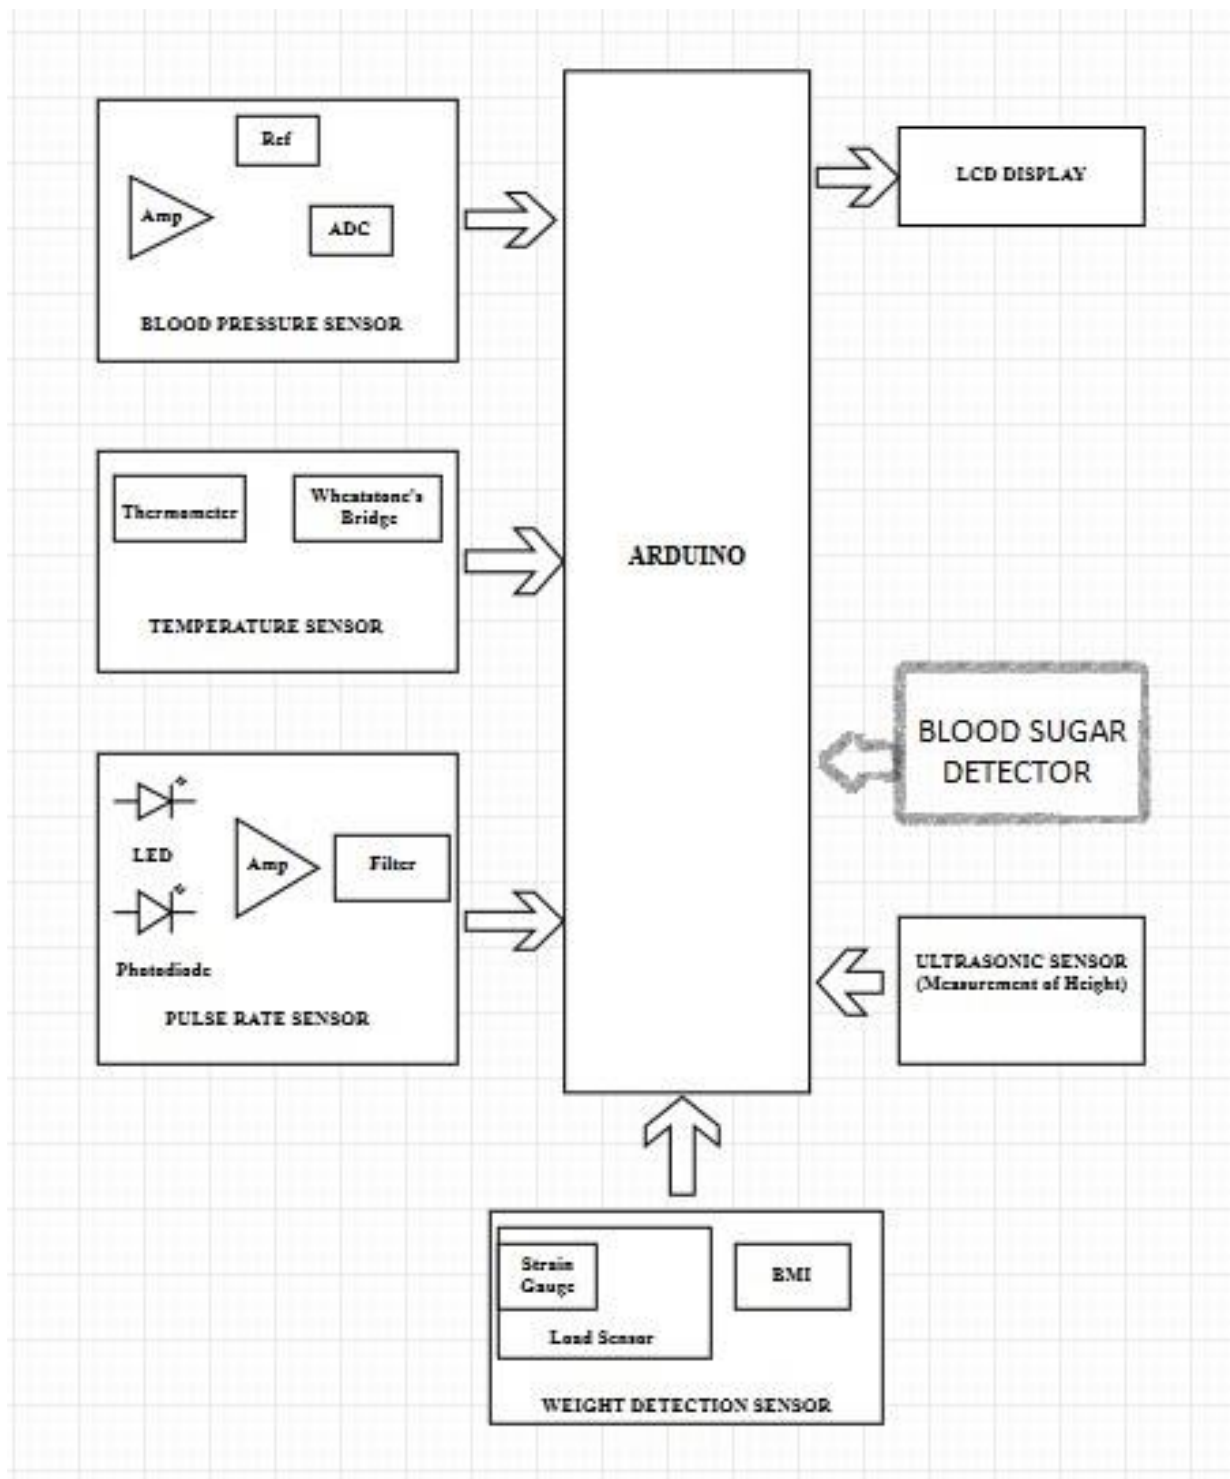 Ref
Amp
ADC
BLOOD PRESSURE SENSOR
Thermometer
Wheatstone's
Bridge
TEMPERATURE SENSOR
LED
Amp
Filter
Photodiode
PULSE RATE SENSOR
ARDUINO
LCD DISPLAY
BLOOD SUGAR
DETECTOR
ULTRASONIC SENSOR
(Measurement of Height)
Strain
Gauge
Load Sensor
BMI
WEIGHT DETECTION SENSOR